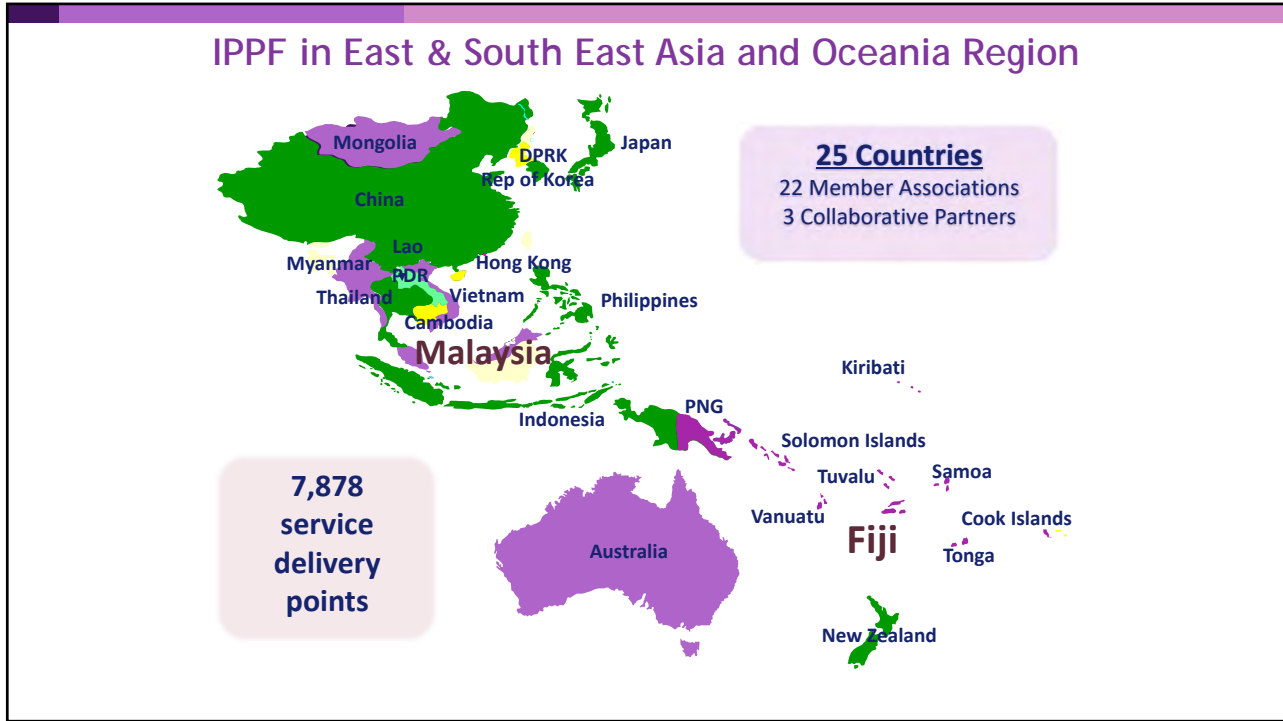 IPPF in East & South East Asia and Oceania Region
Mongolia
DPRK
Japan
Rep of Korea
China
25 Countries
22 Member Associations
3 Collaborative Partners
Lao
PDR
Myanmar
Hong Kong
Thailand
Vietnam
Philippines
Cambodia
Malaysia
Kiribati
Indonesia
PNG
Solomon Islands
Tuvalu
Samoa
Vanuatu
Cook Islands
Fiji
Tonga
7,878
service
delivery
points
Australia
New Zealand